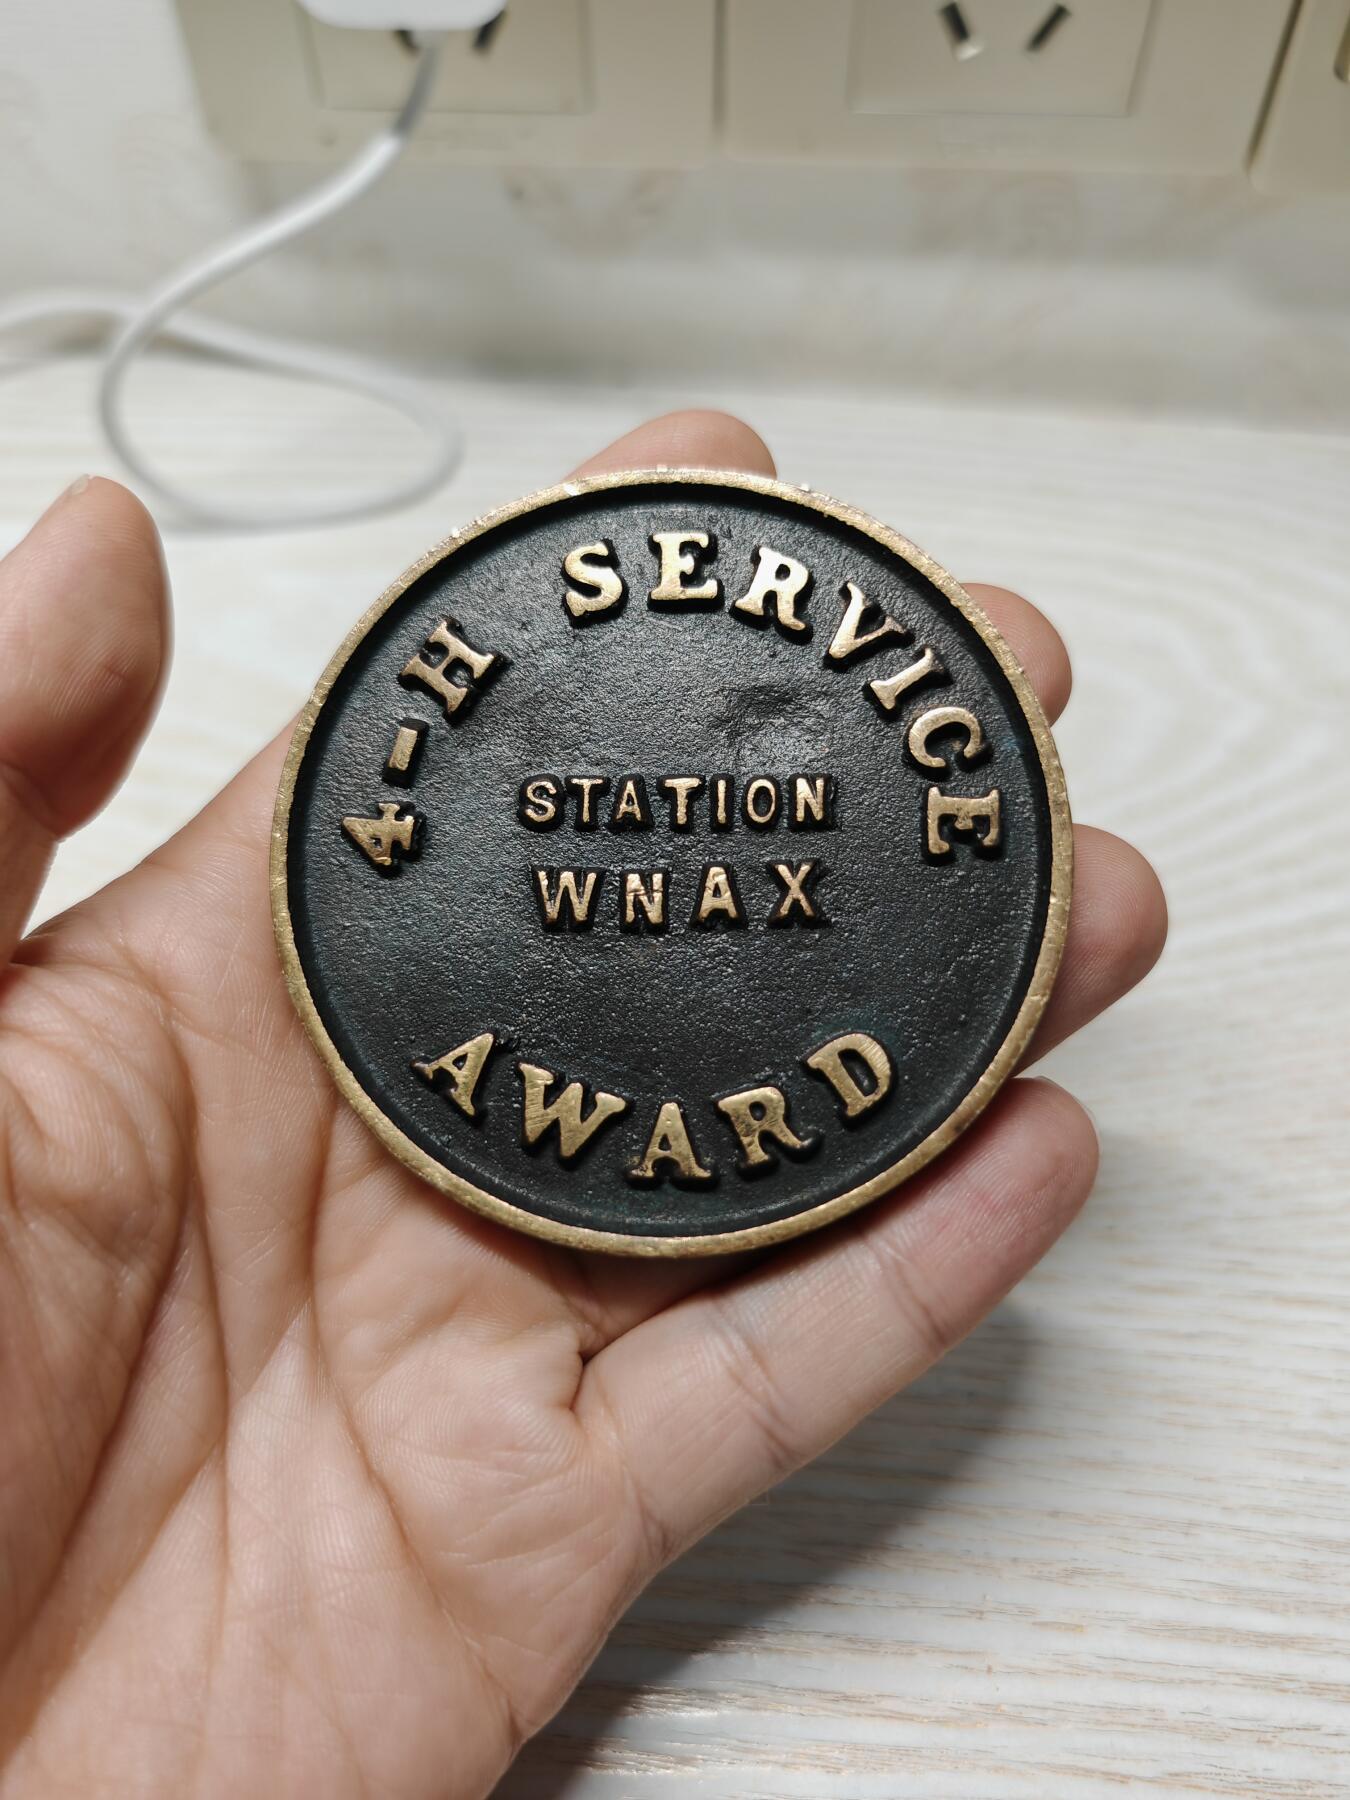 4-H SERVICE
STATION
WNAX
AWARD